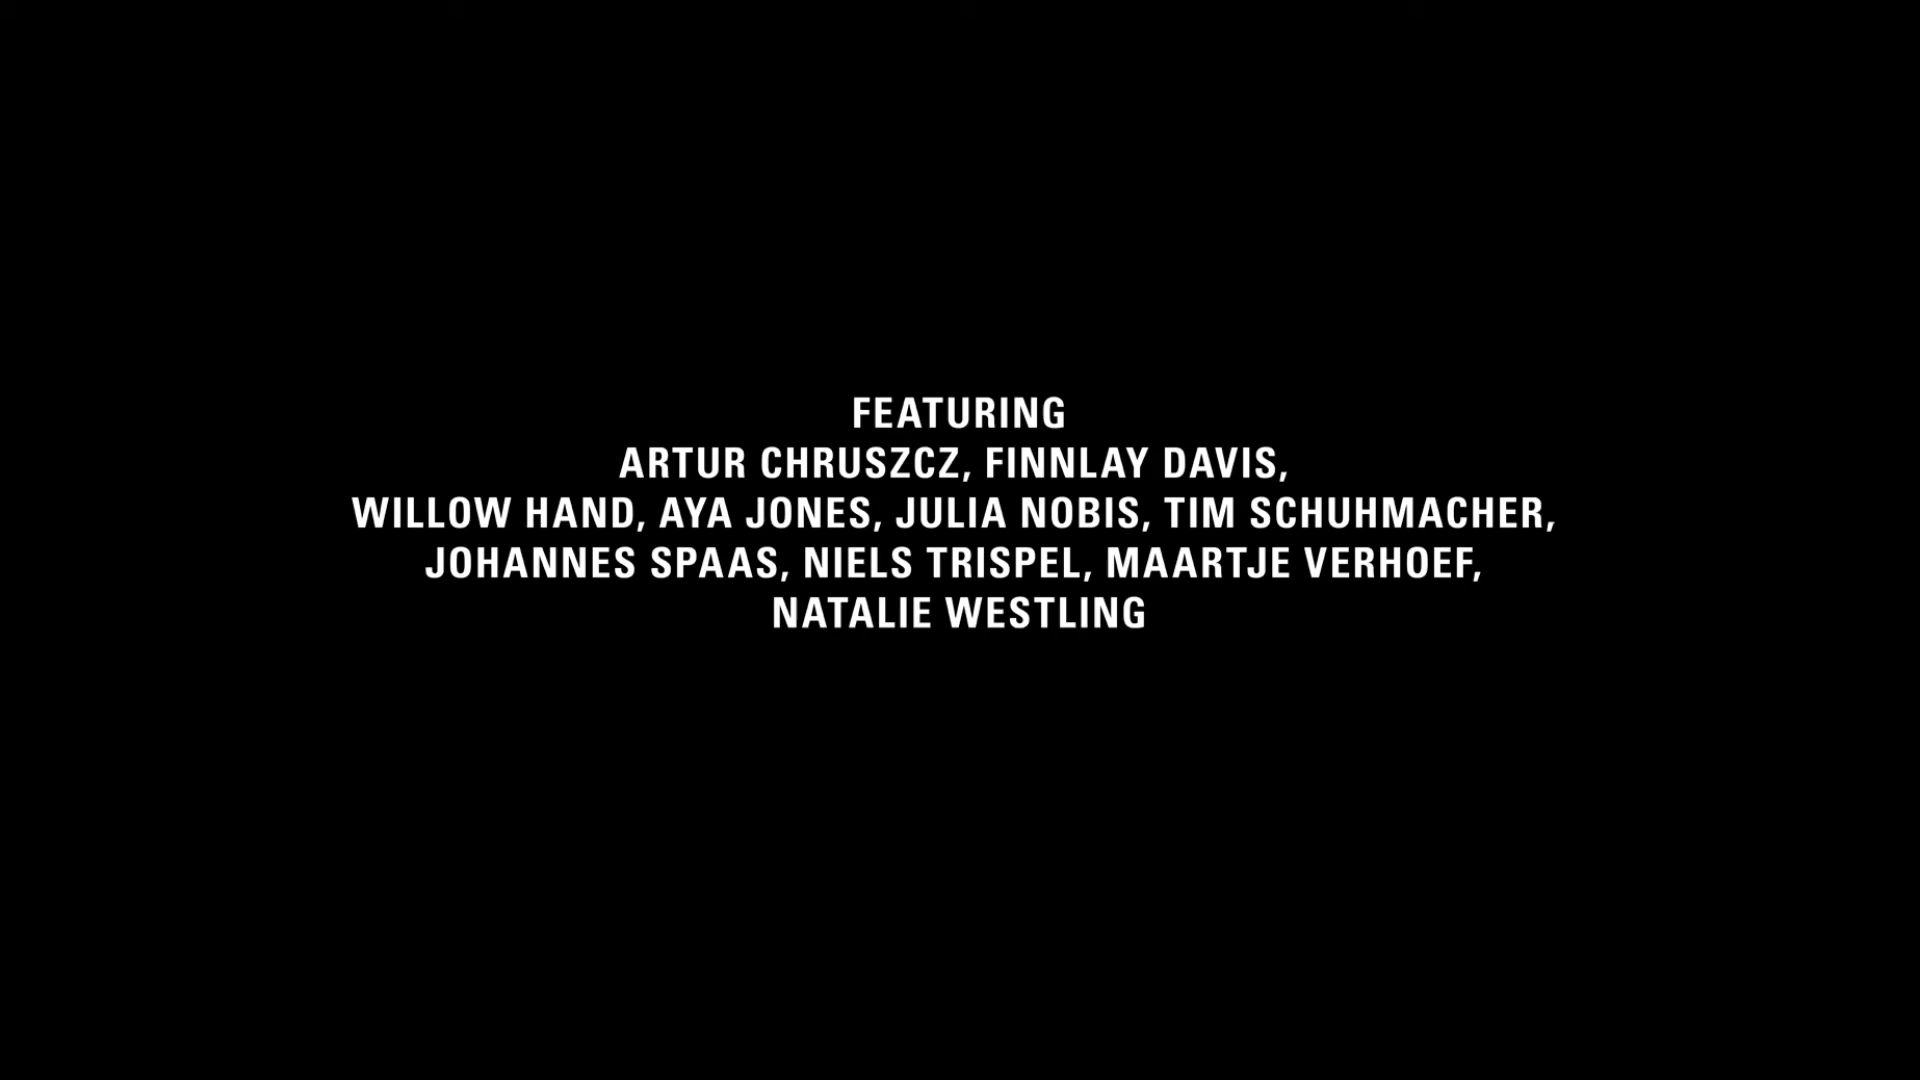 FEATURING
ARTUR CHRUSZCZ, FINNLAY DAVIS,
WILLOW HAND, AYA JONES, JULIA NOBIS, TIM SCHUHMACHER,
JOHANNES SPAAS, NIELS TRISPEL, MAARTJE VERHOEF,
NATALIE WESTLING